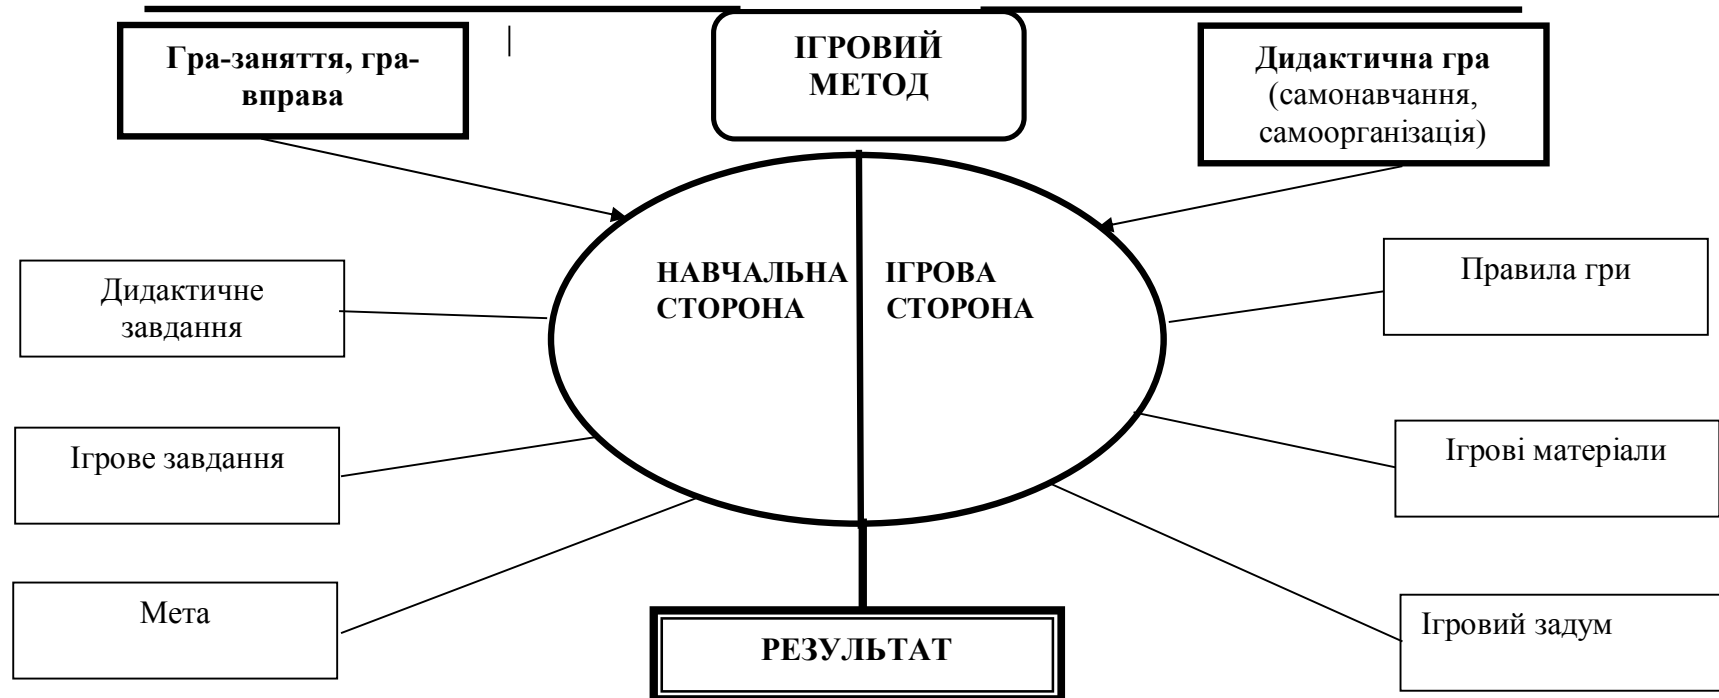 Гра-заняття, гра-
вправа
ІГРОВИЙ
МЕТОД
Дидактична гра
(самонавчання,
самоорганізація)
НАВЧАЛЬНА
СТОРОНА
ІГРОВА
СТОРОНА
Дидактичне
завдання
Ігрове завдання
Мета
Правила гри
Ігрові матеріали
Ігровий задум
РЕЗУЛЬТАТ